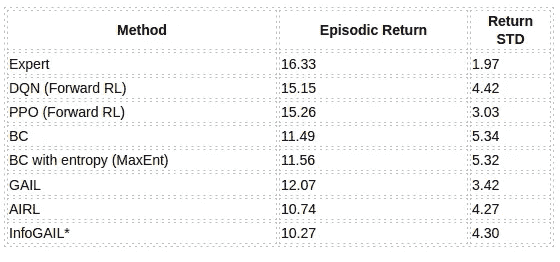 Method Episodic Return Return STD
Expert 16.33 1.97
DQN (Forward RL) 15.15 4.42
PPO (Forward RL) 15.26 3.03
BC 11.49 5.34
BC with entropy (MaxEnt) 11.56 5.32
GAIL 12.07 3.42
AIRL 10.74 4.27
InfoGAIL* 10.27 4.30